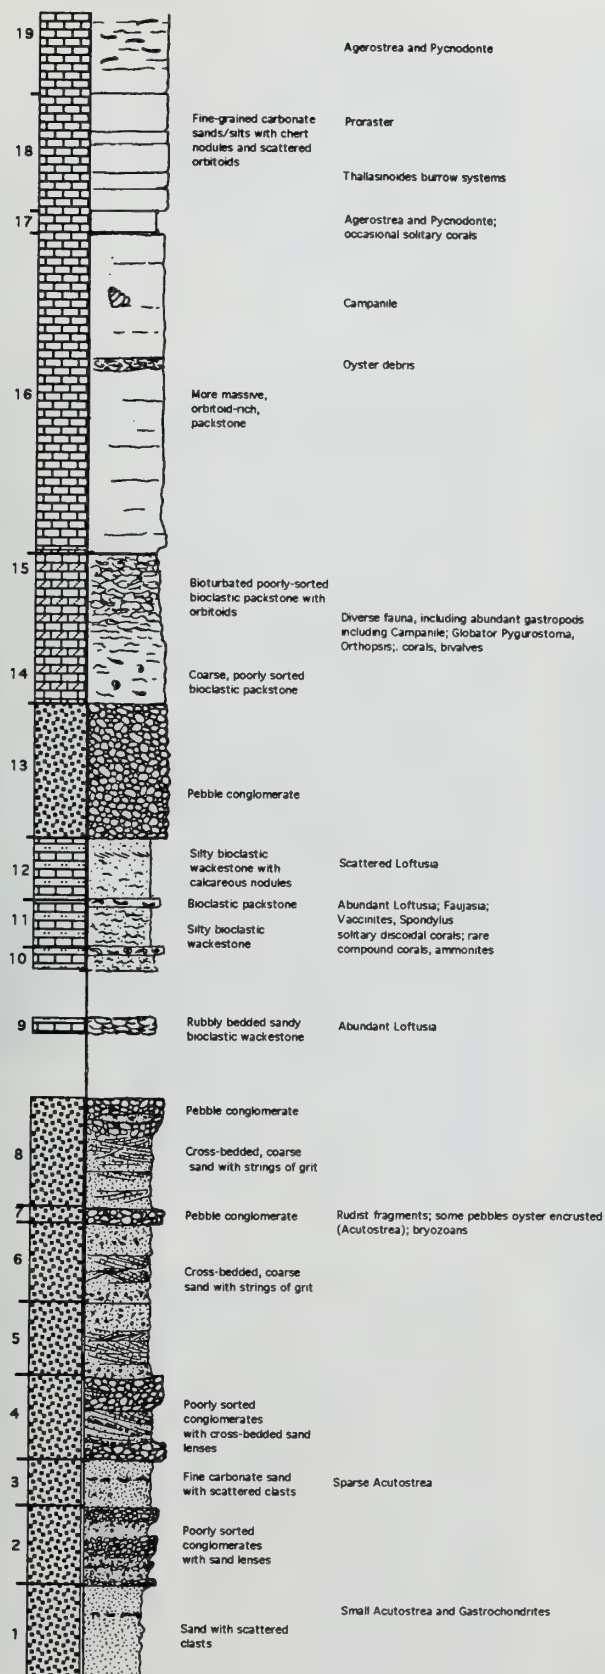 19
Agerostrea and Pycnodonte
18
Fine-grained carbonate
sands/silts with chert
nodules and scattered
orbitoids
Proraster
Thallasinoides burrow systems
17
Agerostrea and Pycnodonte;
occasional solitary corals
Campanile
Oyster debris
16
More massive,
orbitoid-rich,
packstone
15
Bioturbated poorly-sorted
bioclastic packstone with
orbitoids
Diverse fauna, including abundant gastropods
including Campanile; Globator Pygurostoma,
Orthopsis;. corals, bivalves
14
Coarse, poorly sorted
bioclastic packstone
13
Pebble conglomerate
12
Silty bioclastic
wackestone with
calcareous nodules
Scattered Loftusia
Bioclastic packstone
Abundant Loftusia; Faujasia;
Vaccinites, Spondylus
solitary discoidal corals; rare
compound corals, ammonites
11
Silty bioclastic
wackestone
10
9
Rubbly bedded sandy
bioclastic wackestone
Abundant Loftusia
Pebble conglomerate
8
Cross-bedded, coarse
sand with strings of grit
7
Pebble conglomerate
Rudist fragments; some pebbles oyster encrusted
(Acutostrea); bryozoans
6
Cross-bedded, coarse
sand with strings of grit
5
4
Poorly sorted
conglomerates
with cross-bedded sand
lenses
3
Fine carbonate sand
with scattered clasts
Sparse Acutostrea
2
Poorly sorted
conglomerates
with sand lenses
Small Acutostrea and Gastrochondrites
1
Sand with scattered
clasts